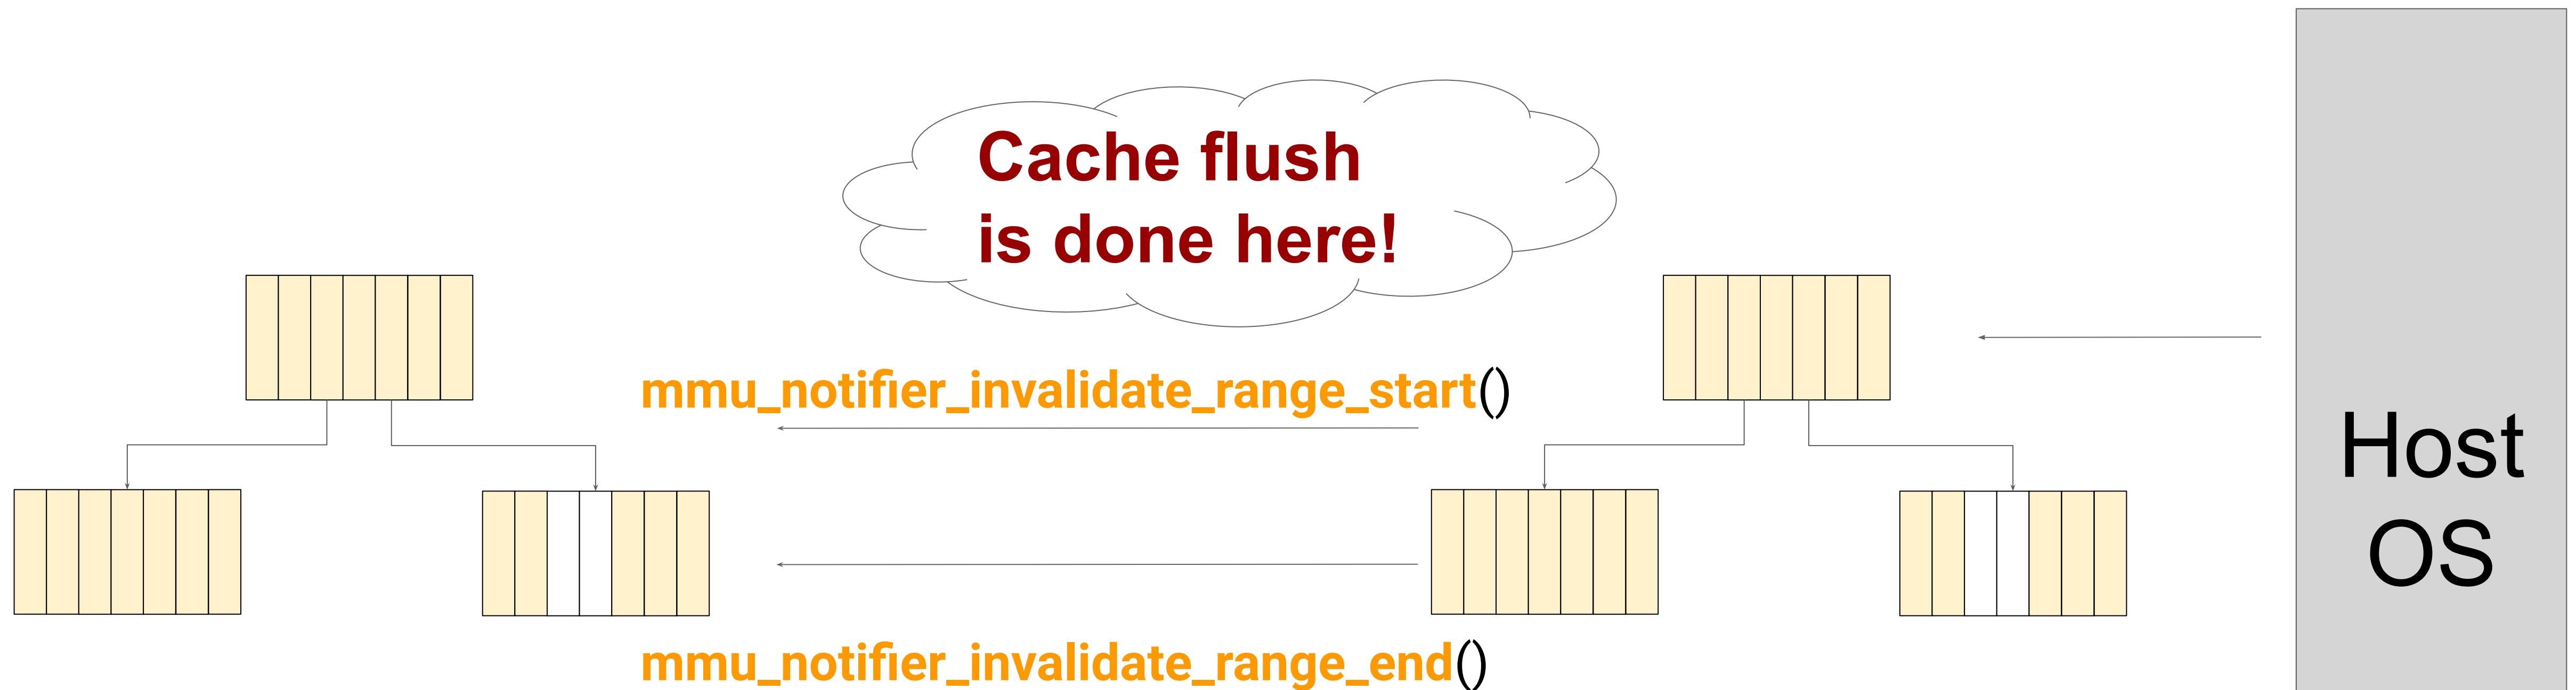 Cache flush
is done here!
mmu_notifier_invalidate_range_start()
Host
OS
mmu_notifier_invalidate_range_end()